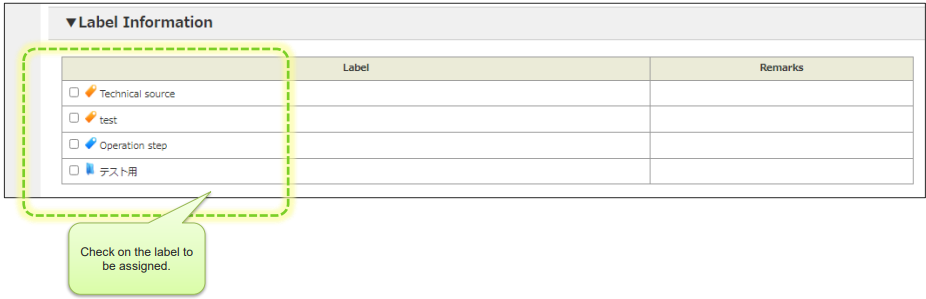 ▼Label Information
Label Remarks
Technical source
test
Operation step
テスト用
Check on the label to
be assigned.